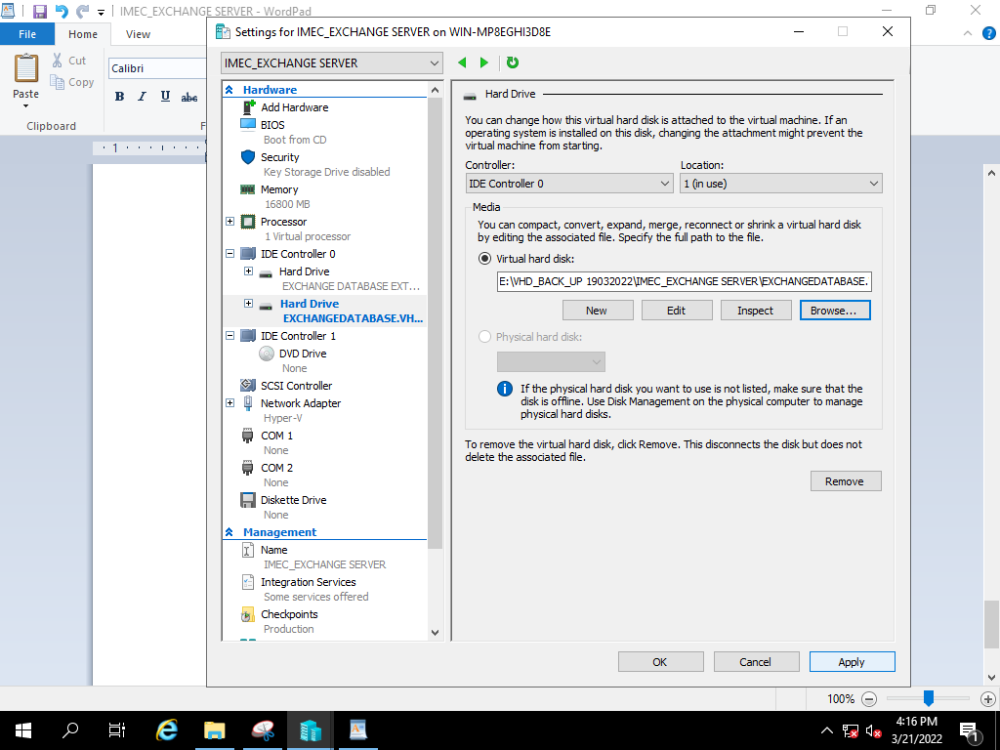 IMEC_EXCHANGE SERVER - WordPad
File
Home
View
Cut
Copy
Paste
Clipboard
Calibri
B I U abc
F
1
Settings for IMEC_EXCHANGE SERVER on WIN-MP8EGHI3D8E
IMEC_EXCHANGE SERVER
Hardware
Add Hardware
BIOS
Boot from CD
Security
Key Storage Drive disabled
Memory
16800 MB
Processor
1 Virtual processor
IDE Controller 0
Hard Drive
EXCHANGE DATABASE EXT...
Hard Drive
EXCHANGEDATABASE.VH...
IDE Controller 1
DVD Drive
None
SCSI Controller
Network Adapter
Hyper-V
COM 1
None
COM 2
None
Diskette Drive
None
Management
Name
IMEC_EXCHANGE SERVER
Integration Services
Some services offered
Checkpoints
Production
Hard Drive
You can change how this virtual hard disk is attached to the virtual machine. If an
operating system is installed on this disk, changing the attachment might prevent the
virtual machine from starting.
Controller:
Location:
IDE Controller 0
1 (in use)
Media
You can compact, convert, expand, merge, reconnect or shrink a virtual hard disk
by editing the associated file. Specify the full path to the file.
Virtual hard disk:
E:\VHD_BACK_UP 19032022\IMEC_EXCHANGE SERVER\EXCHANGEDATABASE.
New
Edit
Inspect
Browse...
Physical hard disk:
If the physical hard disk you want to use is not listed, make sure that the
disk is offline. Use Disk Management on the physical computer to manage
physical hard disks.
To remove the virtual hard disk, click Remove. This disconnects the disk but does not
delete the associated file.
Remove
OK
Cancel
Apply
100%
4:16 PM
3/21/2022
1